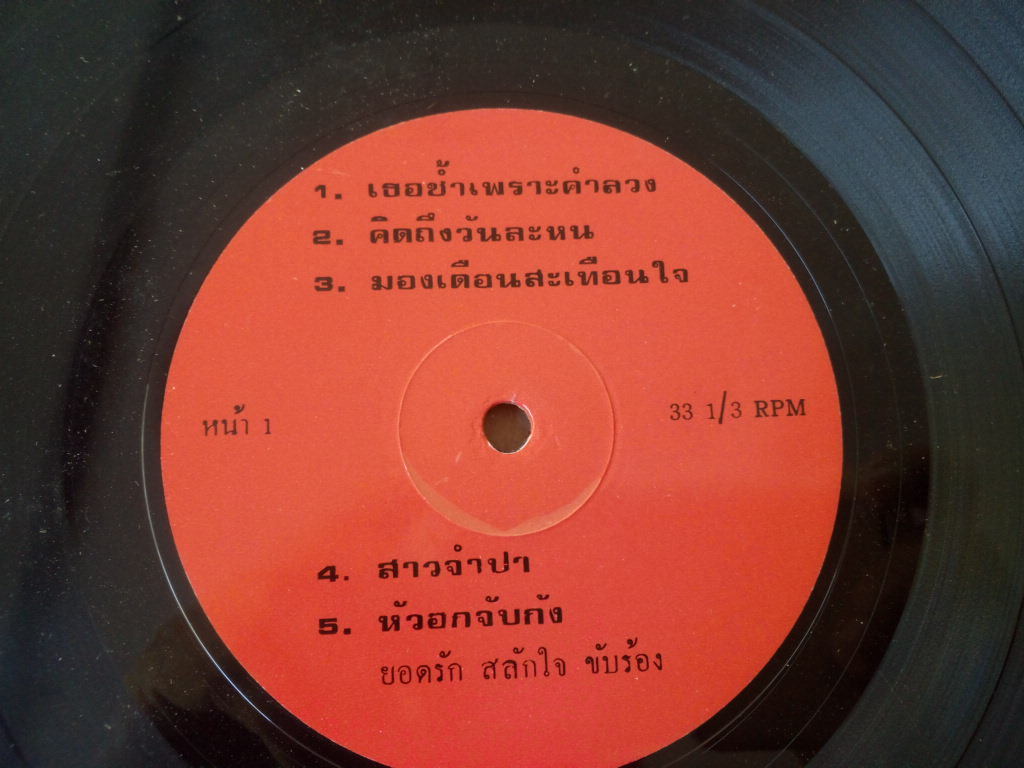 1. เธอช้ำเพราะคำลวง
2. คิดถึงวันละหน
3. มองเดือนสะเทือนใจ
หน้า 1
33 1/3 RPM
4. สาวจำปา
5. หัวอกจับกัง
ยอดรัก สลักใจ ขับร้อง